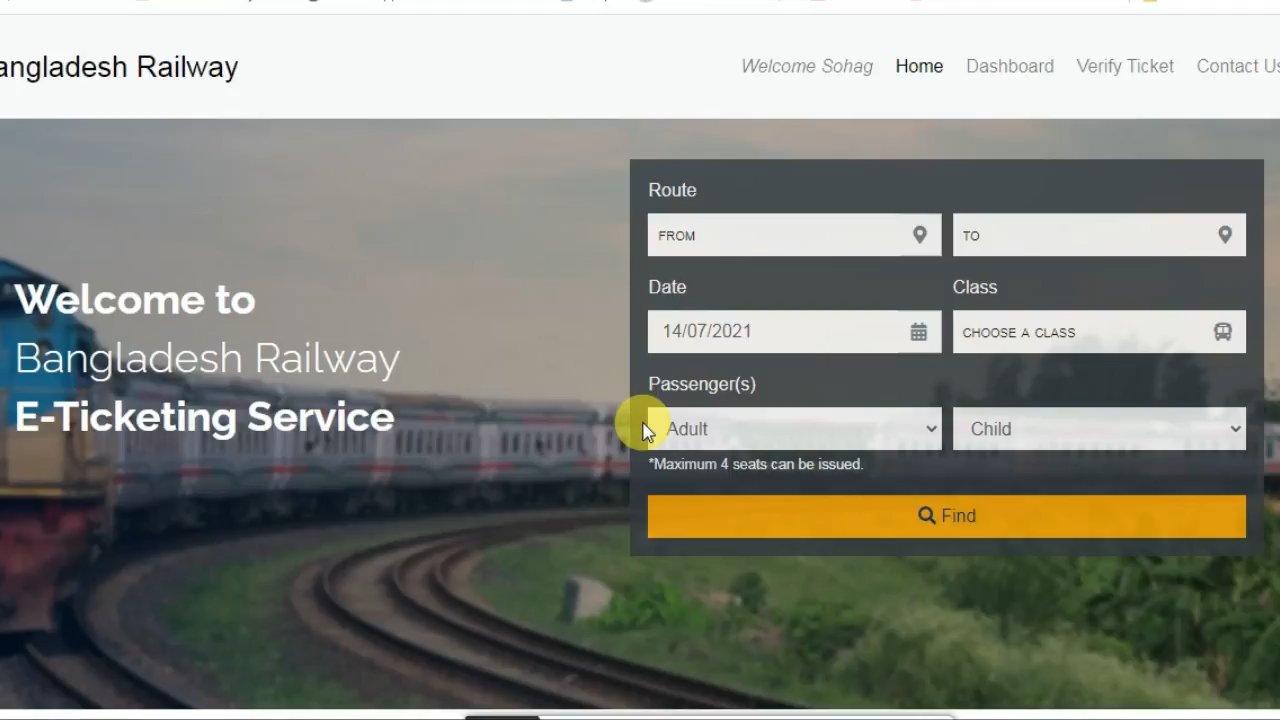 angladesh Railway
Welcome Sohag Home Dashboard Verify Ticket Contact Us
Route
FROM TO
Date Class
14/07/2021 CHOOSE A CLASS
Passenger(s)
Adult Child
*Maximum 4 seats can be issued.
Find
Welcome to
Bangladesh Railway
E-Ticketing Service